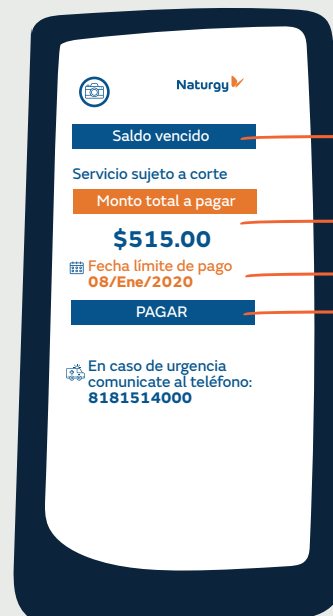 Naturgy
Saldo vencido
Servicio sujeto a corte
Monto total a pagar
$515.00
Fecha límite de pago
08/Ene/2020
PAGAR
En caso de urgencia
comunicate al teléfono:
8181514000